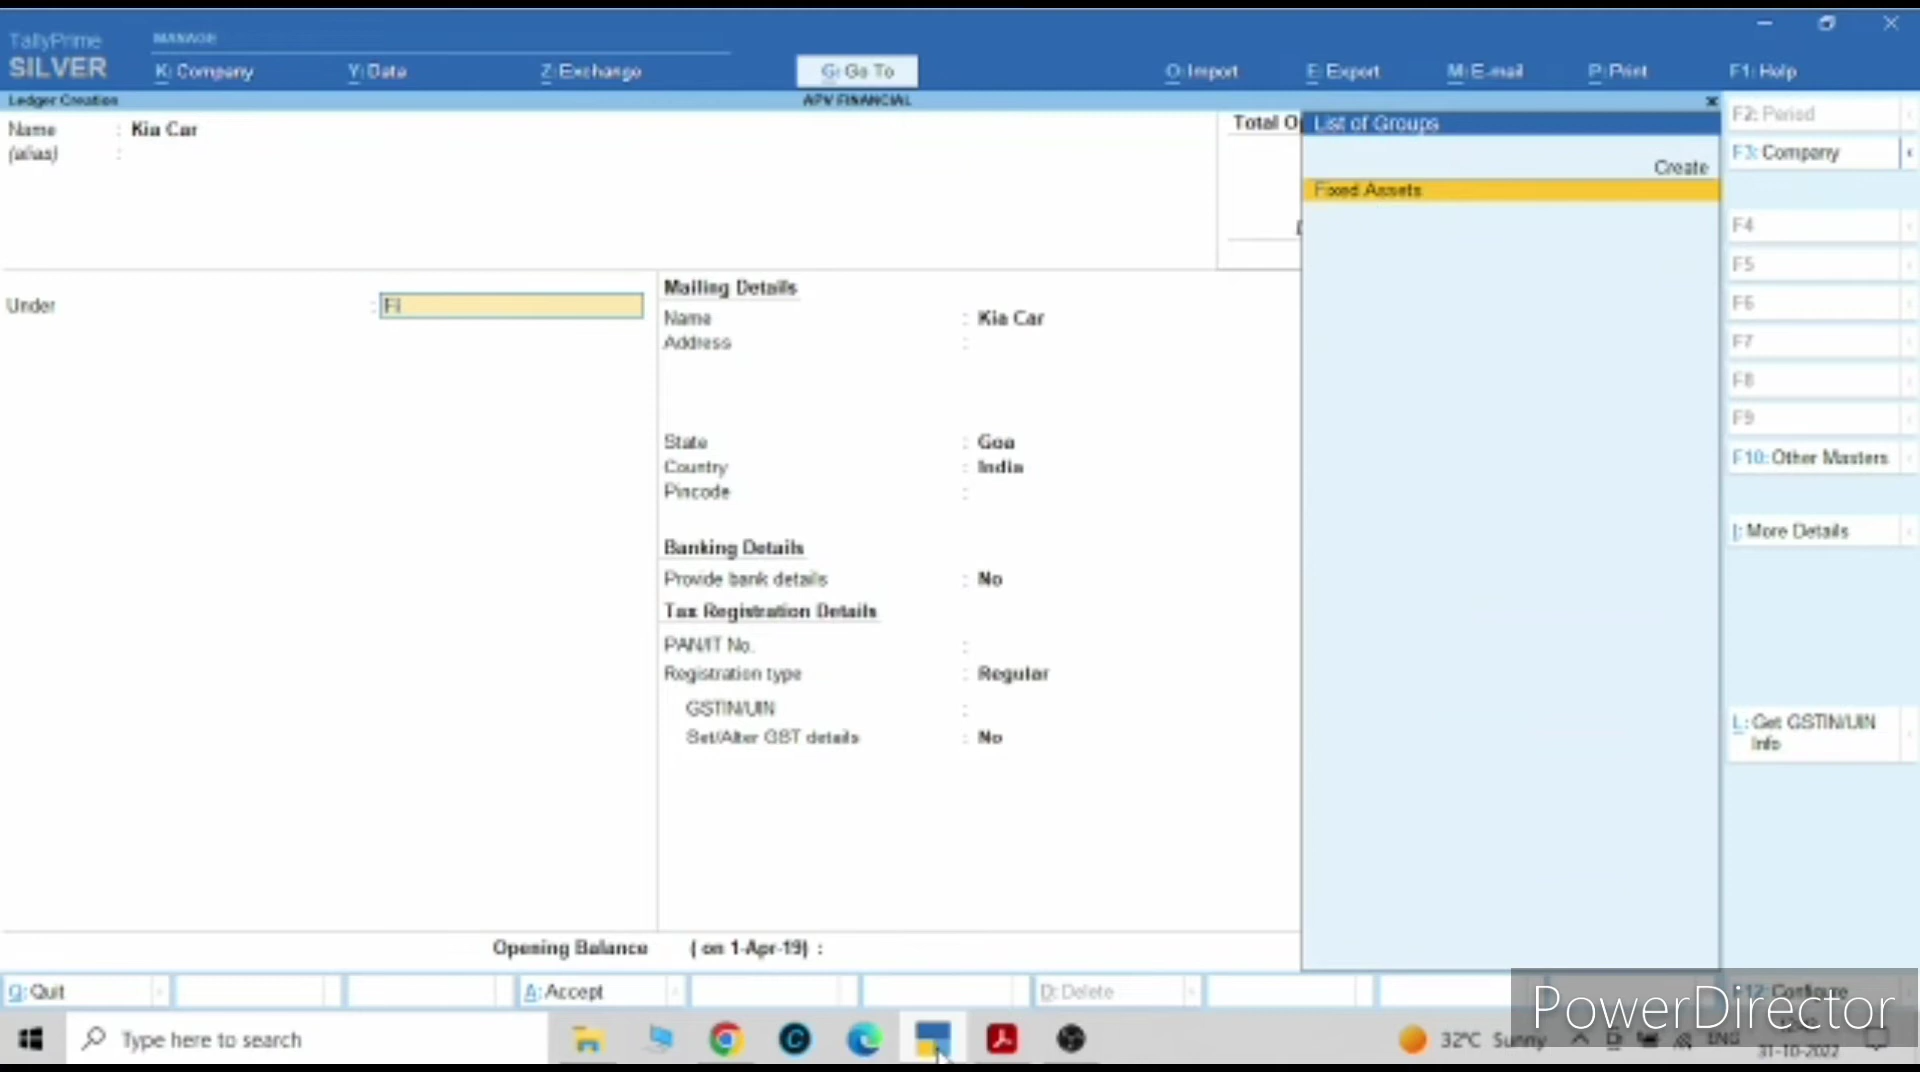 TallyPrime
SILVER
MANAGE
K: Company
Y: Data
Z: Exchange
G: Go To
O: Import
E: Export
M: E-mail
P: Print
F1: Help
Ledger Creation
APV FINANCIAL
Name : Kia Car
(alias) :
Total O
List of Groups
Create
Fixed Assets
Under : Fi
Mailing Details
Name : Kia Car
Address :
State : Goa
Country : India
Pincode :
Banking Details
Provide bank details : No
Tax Registration Details
PAN/IT No. :
Registration type : Regular
GSTIN/UIN :
Set/Alter GST details : No
Opening Balance ( on 1-Apr-19) :
F2: Period
F3: Company
F4
F5
F6
F7
F8
F9
F10: Other Masters
I: More Details
L: Get GSTIN/UIN
Info
F12: Configure
Q: Quit
A: Accept
D: Delete
PowerDirector
Type here to search
32°C Sunny
ENG
31-10-2022